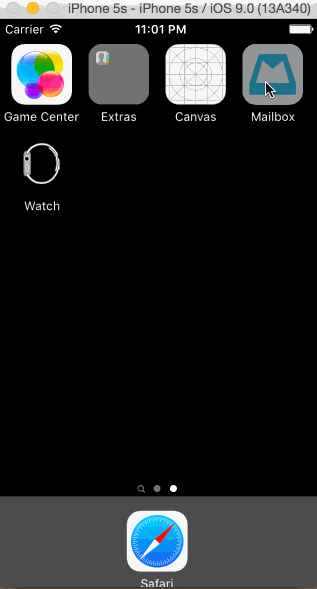 iPhone 5s - iPhone 5s / iOS 9.0 (13A340)
Carrier 11:01 PM
Game Center Extras Canvas Mailbox
Watch
Safari